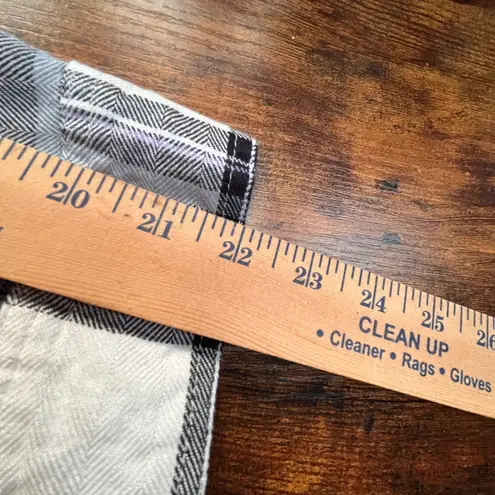 20 21 22 23 24 25 26
CLEAN UP
• Cleaner • Rags • Gloves